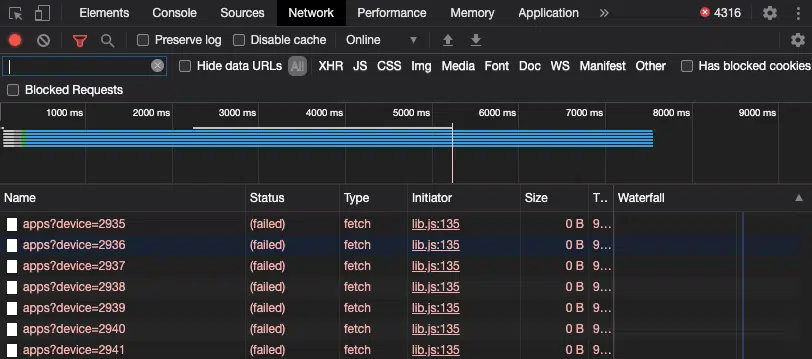 Elements Console Sources Network Performance Memory Application » 4316
Preserve log Disable cache Online
Hide data URLs All XHR JS CSS Img Media Font Doc WS Manifest Other Has blocked cookies
Blocked Requests
1000 ms 2000 ms 3000 ms 4000 ms 5000 ms 6000 ms 7000 ms 8000 ms 9000 ms
Name Status Type Initiator Size T.. Waterfall
apps?device=2935 (failed) fetch lib.js:135 0 B 9...
apps?device=2936 (failed) fetch lib.js:135 0 B 9...
apps?device=2937 (failed) fetch lib.js:135 0 B 9...
apps?device=2938 (failed) fetch lib.js:135 0 B 9...
apps?device=2939 (failed) fetch lib.js:135 0 B 9...
apps?device=2940 (failed) fetch lib.js:135 0 B 9...
apps?device=2941 (failed) fetch lib.js:135 0 B 9...